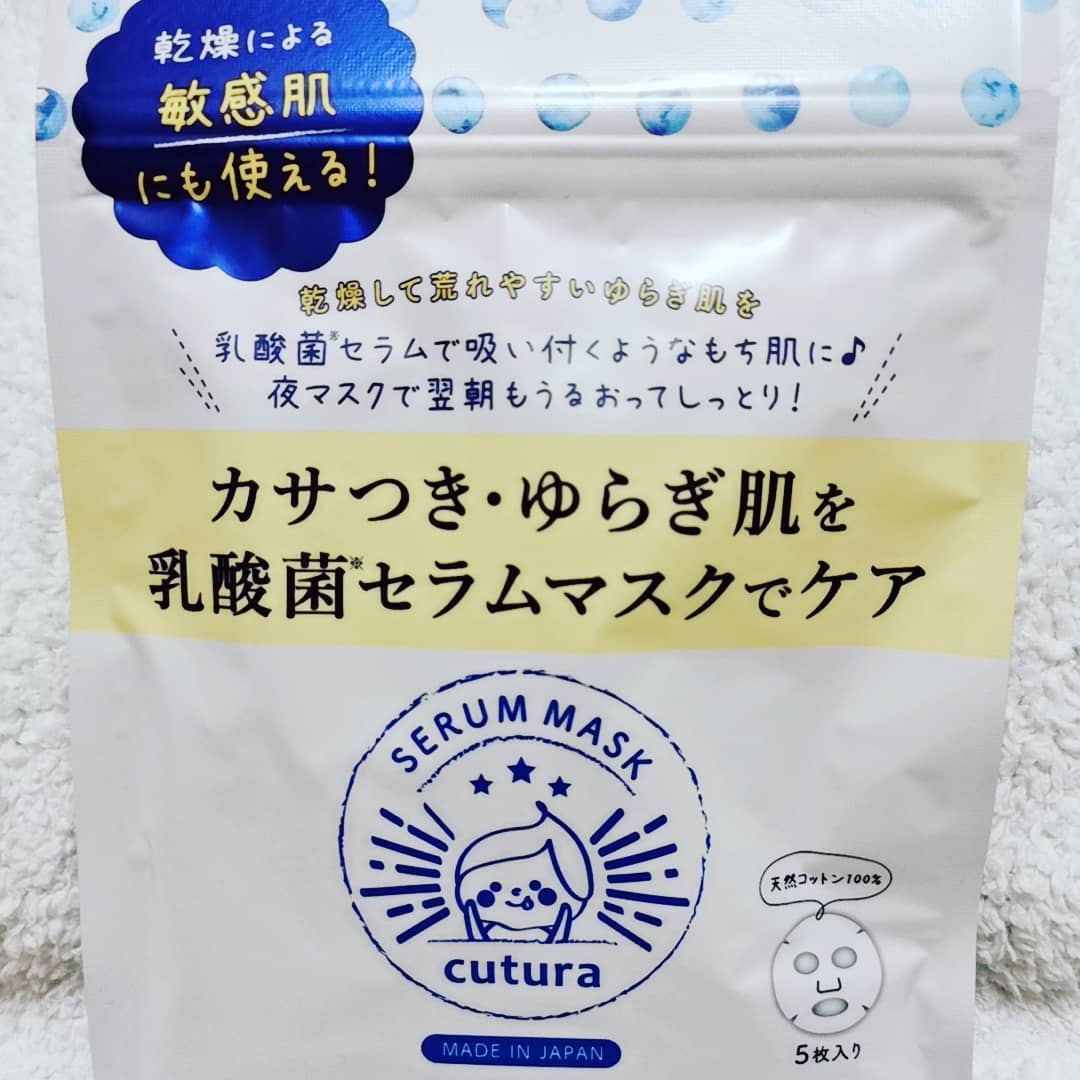 乾燥による
敏感肌
にも使える!
乾燥して荒れやすいゆらぎ肌を
乳酸菌※セラムで吸い付くようなもち肌に♪
夜マスクで翌朝もうるおってしっとり!
カサつき・ゆらぎ肌を
乳酸菌※セラムマスクでケア
SERUM MASK
cutura
MADE IN JAPAN
天然コットン100%
5枚入り